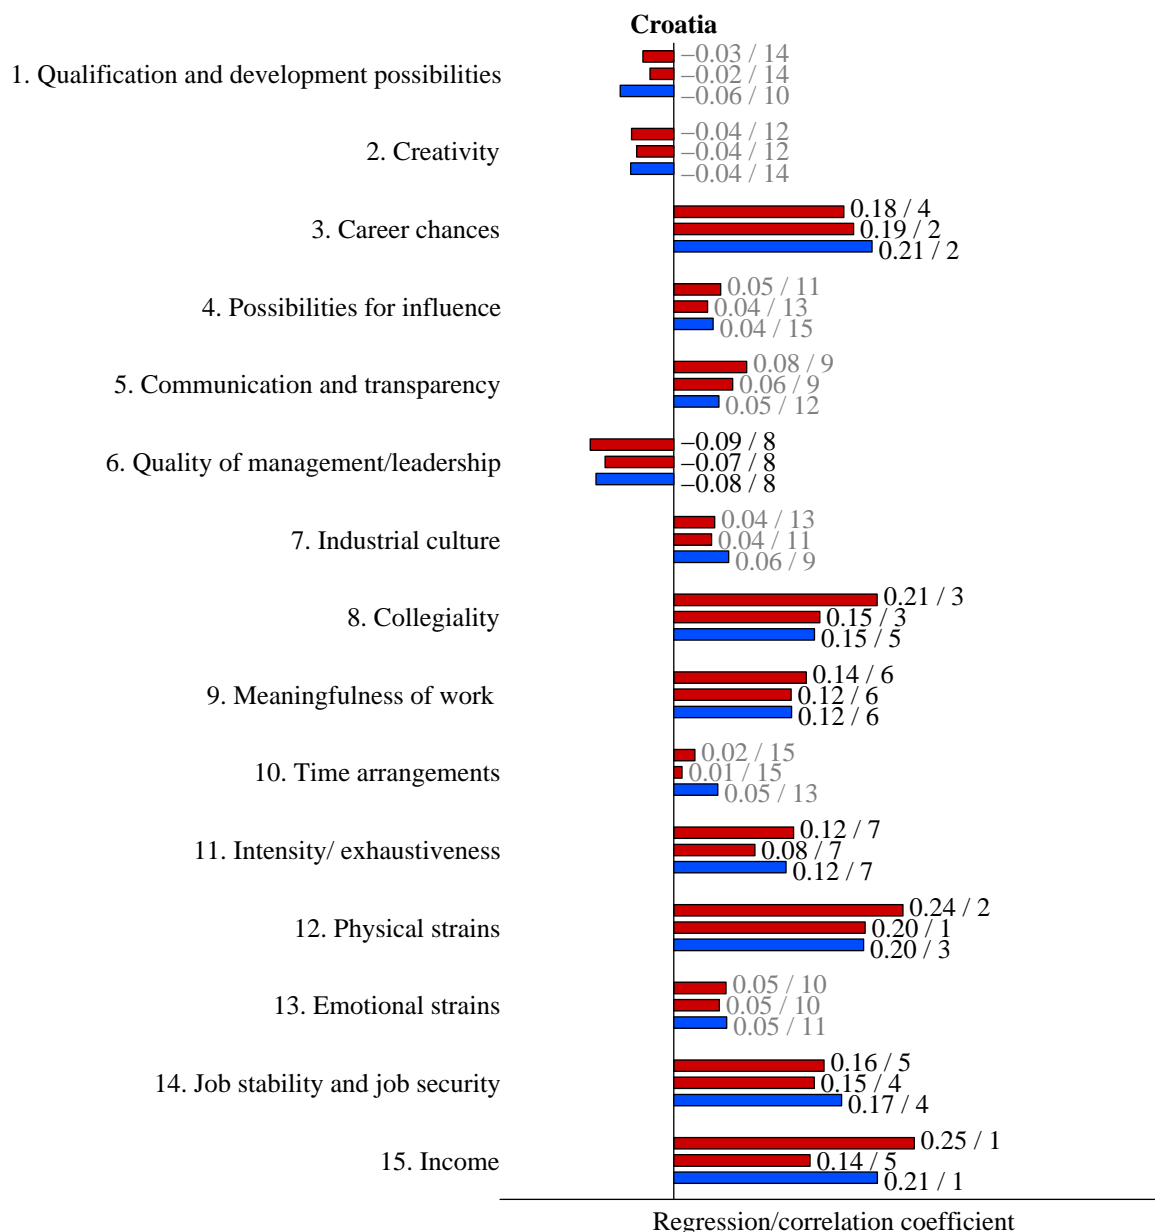 Croatia
–0.03 / 14
1. Qualification and development possibilities
–0.02 / 14
–0.06 / 10
–0.04 / 12
2. Creativity
–0.04 / 12
–0.04 / 14
0.18 / 4
3. Career chances
0.19 / 2
0.21 / 2
0.05 / 11
4. Possibilities for influence
0.04 / 13
0.04 / 15
0.08 / 9
5. Communication and transparency
0.06 / 9
0.05 / 12
–0.09 / 8
6. Quality of management/leadership
–0.07 / 8
–0.08 / 8
0.04 / 13
7. Industrial culture
0.04 / 11
0.06 / 9
0.21 / 3
8. Collegiality
0.15 / 3
0.15 / 5
0.14 / 6
9. Meaningfulness of work
0.12 / 6
0.12 / 6
0.02 / 15
10. Time arrangements
0.01 / 15
0.05 / 13
0.12 / 7
11. Intensity/ exhaustiveness
0.08 / 7
0.12 / 7
0.24 / 2
12. Physical strains
0.20 / 1
0.20 / 3
0.05 / 10
13. Emotional strains
0.05 / 10
0.05 / 11
0.16 / 5
14. Job stability and job security
0.15 / 4
0.17 / 4
0.25 / 1
15. Income
0.14 / 5
0.21 / 1
Regression/correlation coefficient